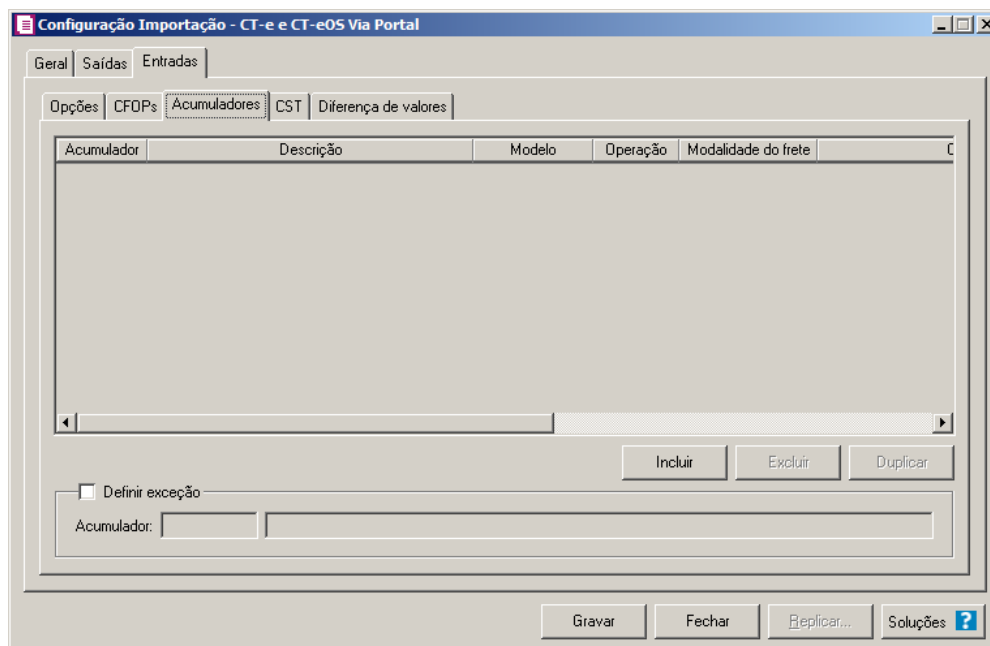 Configuração Importação - CT-e e CT-eOS Via Portal
Geral Saídas Entradas
Opções CFOPs Acumuladores CST Diferença de valores
Acumulador Descrição Modelo Operação Modalidade do frete
Incluir Excluir Duplicar
Definir exceção
Acumulador:
Gravar Fechar Replicar... Soluções ?